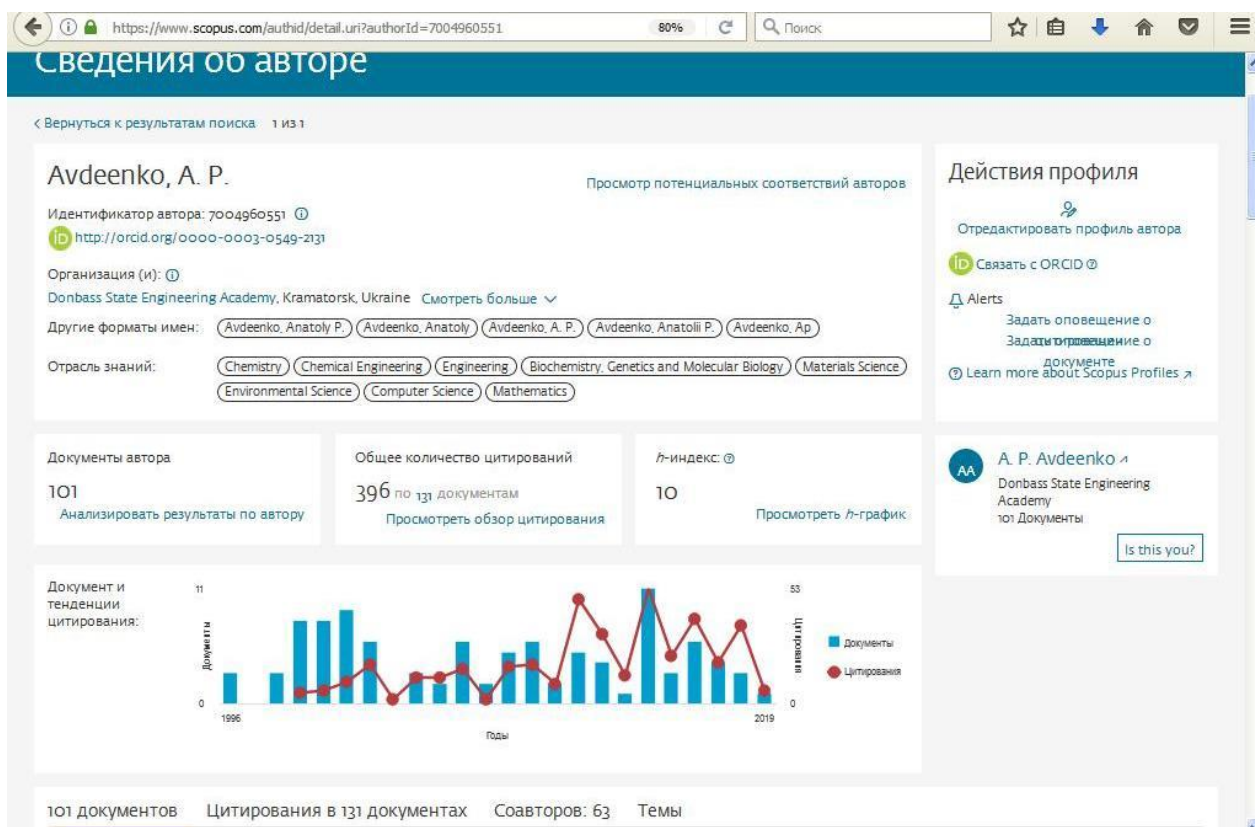 https://www.scopus.com/authid/detail.uri?authorId=7004960551
80%
Поиск
Сведения об авторе
Вернуться к результатам поиска 1 из 1
Avdeenko, A. P.
Просмотр потенциальных соответствий авторов
Идентификатор автора: 7004960551
iD http://orcid.org/0000-0003-0549-2131
Организация (и):
Donbass State Engineering Academy, Kramatorsk, Ukraine Смотреть больше
Другие форматы имен: Avdeenko, Anatoly P. Avdeenko, Anatoly Avdeenko, A. P. Avdeenko, Anatolii P. Avdeenko, Ap
Отрасль знаний: Chemistry Chemical Engineering Engineering Biochemistry, Genetics and Molecular Biology Materials Science
Environmental Science Computer Science Mathematics
Действия профиля
Отредактировать профиль автора
iD Связать с ORCID
Alerts
Задать оповещение о
цитировании
Задать оповещение о
документе
Learn more about Scopus Profiles
Документы автора
101
Анализировать результаты по автору
Общее количество цитирований
396 по 131 документам
Просмотреть обзор цитирования
h-индекс:
10
Просмотреть h-график
AA
A. P. Avdeenko
Donbass State Engineering
Academy
101 Документы
Is this you?
Документ и
тенденции
цитирования:
11
Документы
0
1996
Годы
2019
53
Цитирования
0
Документы
Цитирования
101 документов Цитирования в 131 документах Соавторов: 63 Темы